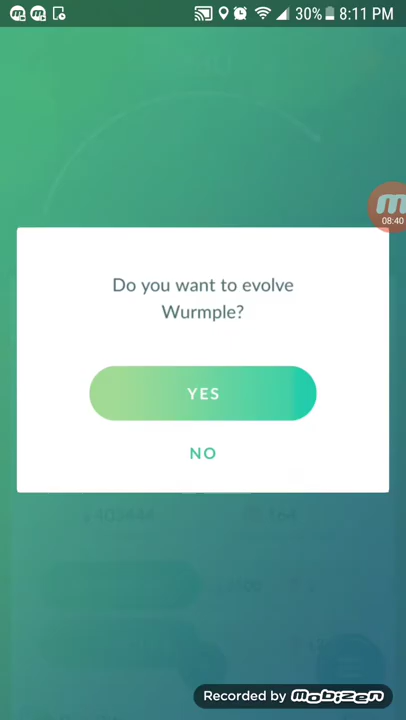 30% 8:11 PM
08:40
Do you want to evolve
Wurmple?
YES
NO
Recorded by mobizen